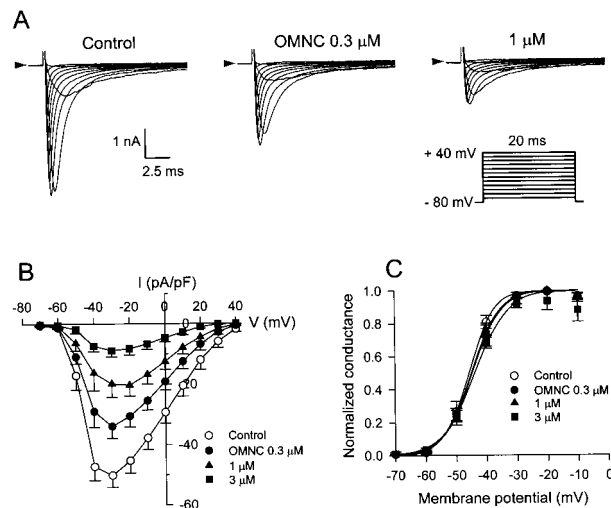 A
Control
OMNC 0.3 μM
1 μM
1 nA
2.5 ms
20 ms
+ 40 mV
- 80 mV
B
I (pA/pF)
-80 -60 -40 -20 0 20 40
V (mV)
-20
-40
-60
Control
OMNC 0.3 μM
1 μM
3 μM
C
Normalized conductance
1.0
0.8
0.6
0.4
0.2
0.0
Control
OMNC 0.3 μM
1 μM
3 μM
-70 -60 -50 -40 -30 -20 -10 0
Membrane potential (mV)